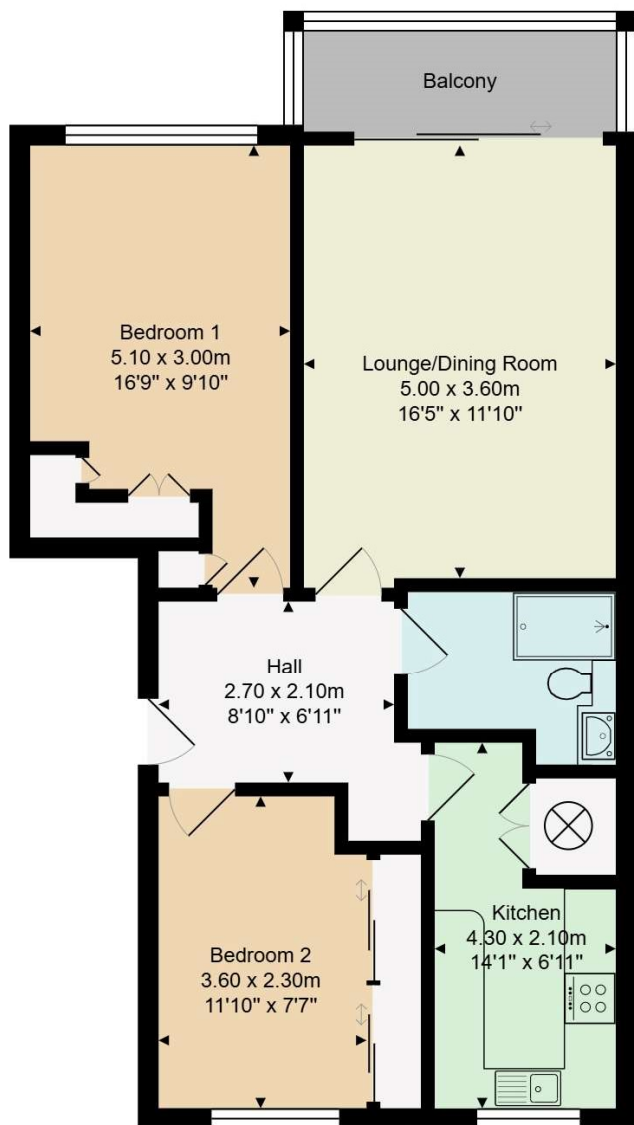 Balcony
Bedroom 1
5.10 x 3.00m
16'9" x 9'10"
Lounge/Dining Room
5.00 x 3.60m
16'5" x 11'10"
Hall
2.70 x 2.10m
8'10" x 6'11"
Kitchen
4.30 x 2.10m
14'1" x 6'11"
Bedroom 2
3.60 x 2.30m
11'10" x 7'7"